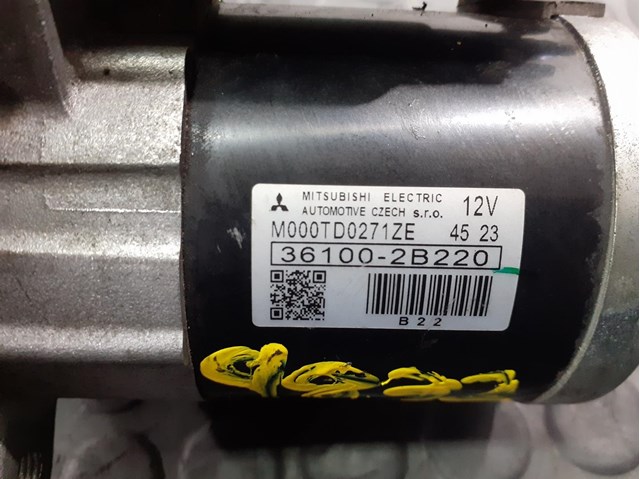 MITSUBISHI ELECTRIC
AUTOMOTIVE CZECH s.r.o. 12V
M000TD0271ZE 45 23
36100-2B220
B22